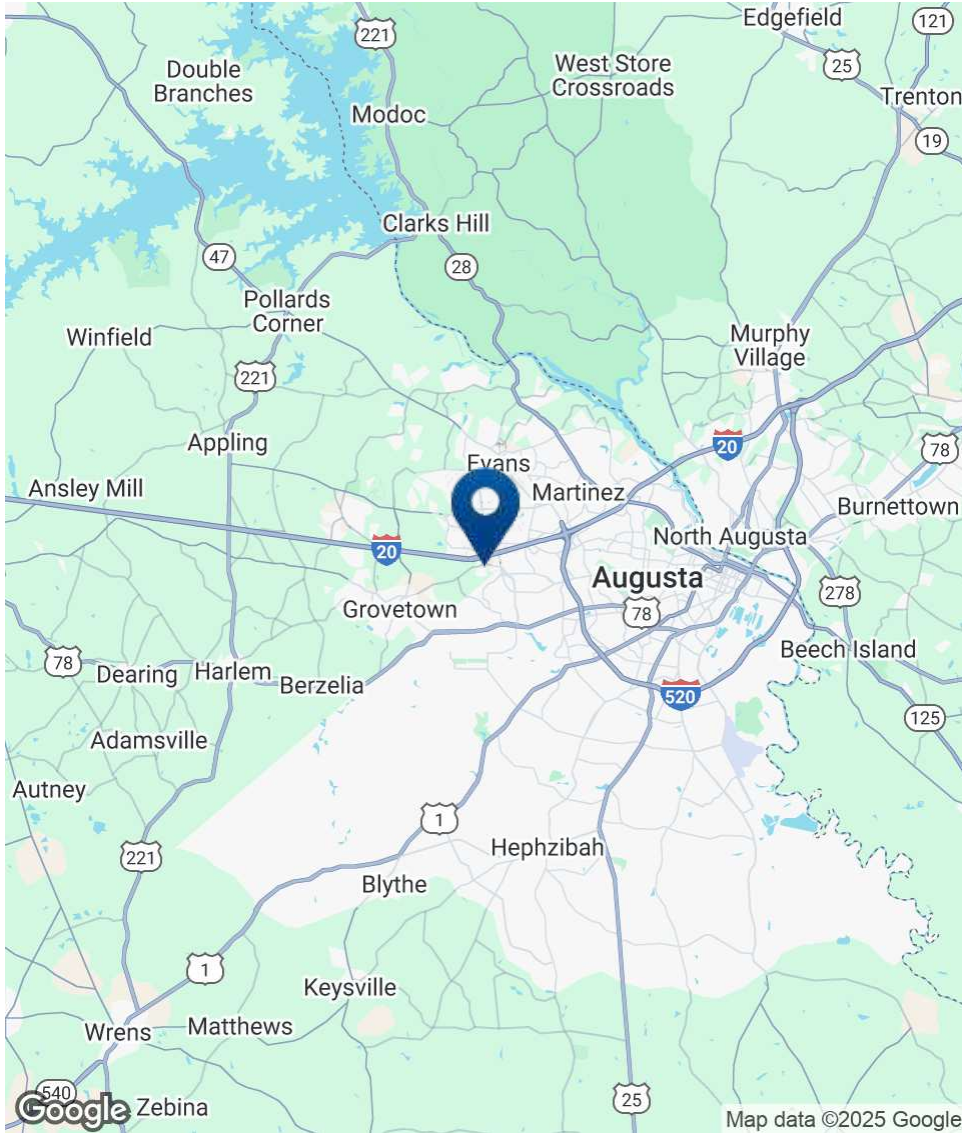 Edgefield
121
221
Double
Branches
West Store
Crossroads
25
Trenton
Modoc
19
Clarks Hill
47
28
Pollards
Corner
Winfield
Murphy
Village
221
Appling
20
78
Evans
Ansley Mill
Martinez
Burnettown
North Augusta
20
Augusta
Grovetown
78
278
Beech Island
78
Dearing
Harlem
Berzelia
520
125
Adamsville
Autney
1
221
Hephzibah
Blythe
1
Keysville
Wrens
Matthews
540
Google
Zebina
25
Map data ©2025 Google